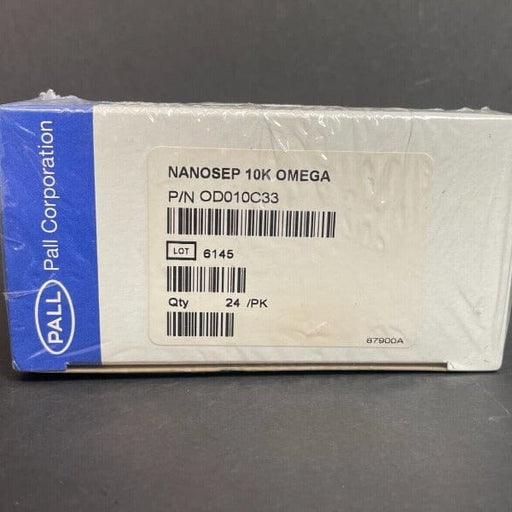 PALL Pall Corporation
NANOSEP 10K OMEGA
P/N OD010C33
LOT 6145
Qty 24 /PK
87900A